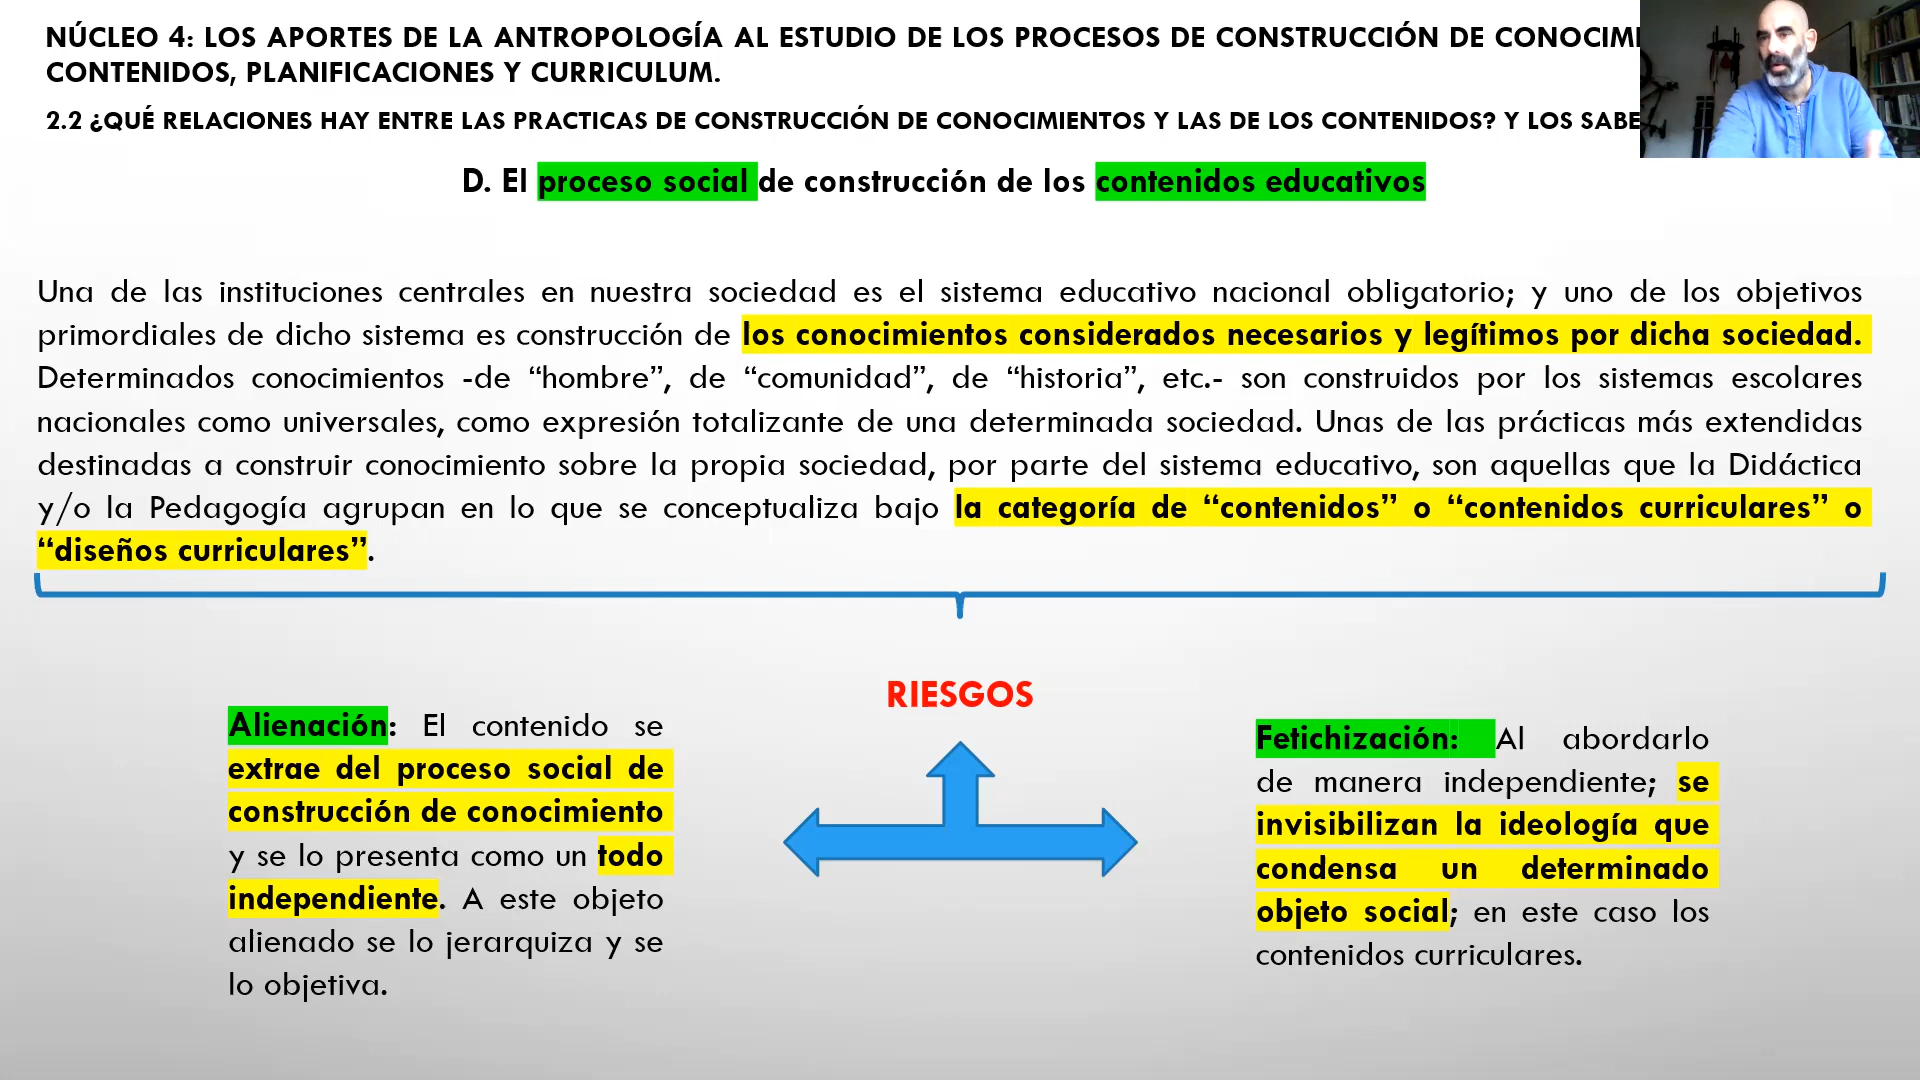 NÚCLEO 4: LOS APORTES DE LA ANTROPOLOGÍA AL ESTUDIO DE LOS PROCESOS DE CONSTRUCCIÓN DE
CONTENIDOS, PLANIFICACIONES Y CURRICULUM.
2.2 ¿QUÉ RELACIONES HAY ENTRE LAS PRACTICAS DE CONSTRUCCIÓN DE CONOCIMIENTOS Y LAS DE LOS CONTENIDOS? Y LOS
D. El proceso social de construcción de los contenidos educativos
Una de las instituciones centrales en nuestra sociedad es el sistema educativo nacional obligatorio; y uno de los objetivos
primordiales de dicho sistema es construcción de los conocimientos considerados necesarios y legítimos por dicha sociedad.
Determinados conocimientos -de “hombre”, de “comunidad”, de “historia”, etc.- son construidos por los sistemas escolares
nacionales como universales, como expresión totalizante de una determinada sociedad. Unas de las prácticas más extendidas
destinadas a construir conocimiento sobre la propia sociedad, por parte del sistema educativo, son aquellas que la Didáctica
y/o la Pedagogía agrupan en lo que se conceptualiza bajo la categoría de “contenidos” o “contenidos curriculares” o
“diseños curriculares”.
RIESGOS
Alienación: El contenido se
extrae del proceso social de
construcción de conocimiento
y se lo presenta como un todo
independiente. A este objeto
alienado se lo jerarquiza y se
lo objetiva.
Fetichización: Al abordarlo
de manera independiente; se
invisibilizan la ideología que
condensa un determinado
objeto social; en este caso los
contenidos curriculares.